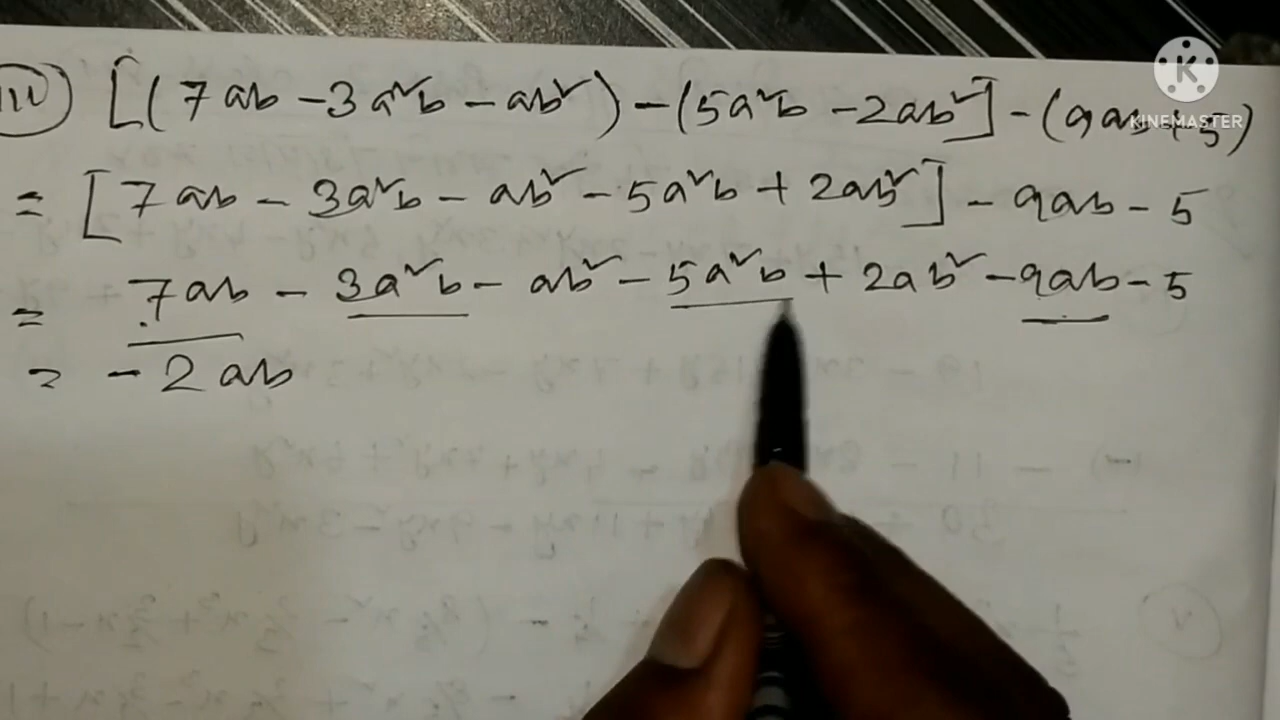 iii) [(7ab - 3a²b - ab²) - (5a²b - 2ab²] - (9ab + 5)
= [7ab - 3a²b - ab² - 5a²b + 2ab²] - 9ab - 5
= 7ab - 3a²b - ab² - 5a²b + 2ab² - 9ab - 5
= - 2ab
K
KINEMASTER